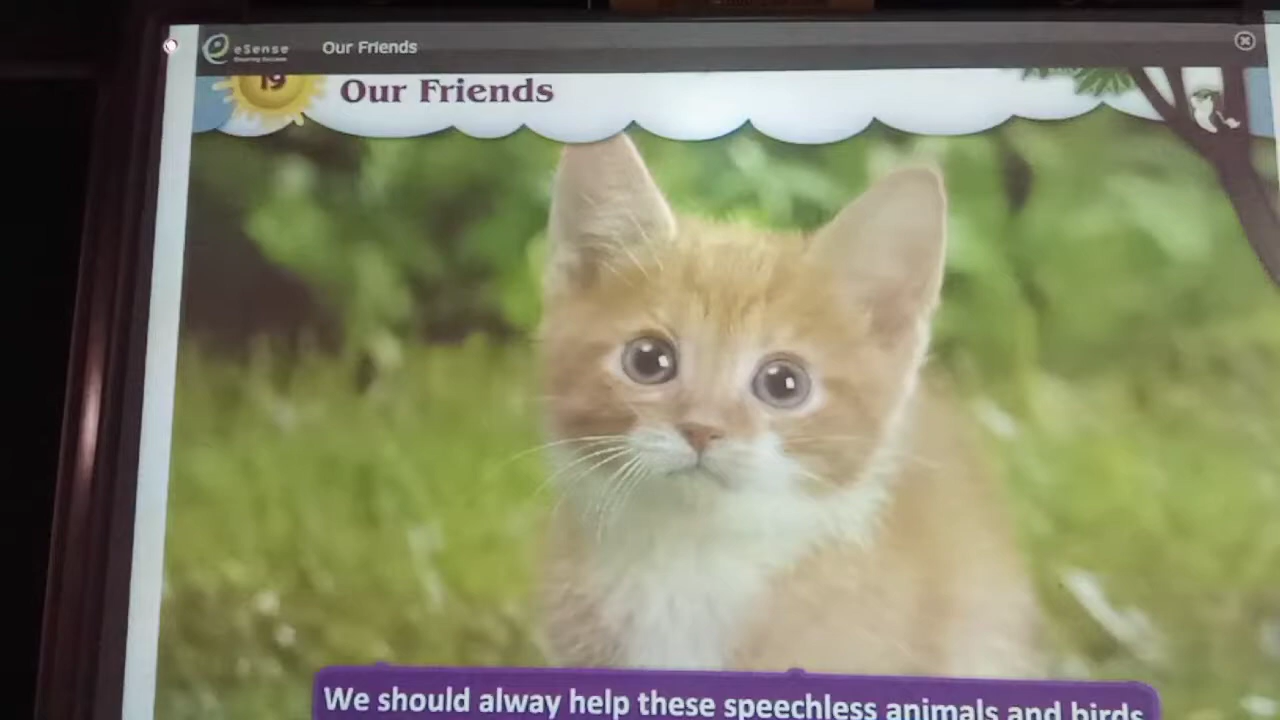 eSense
Our Friends
19
Our Friends
We should alway help these speechless animals and birds